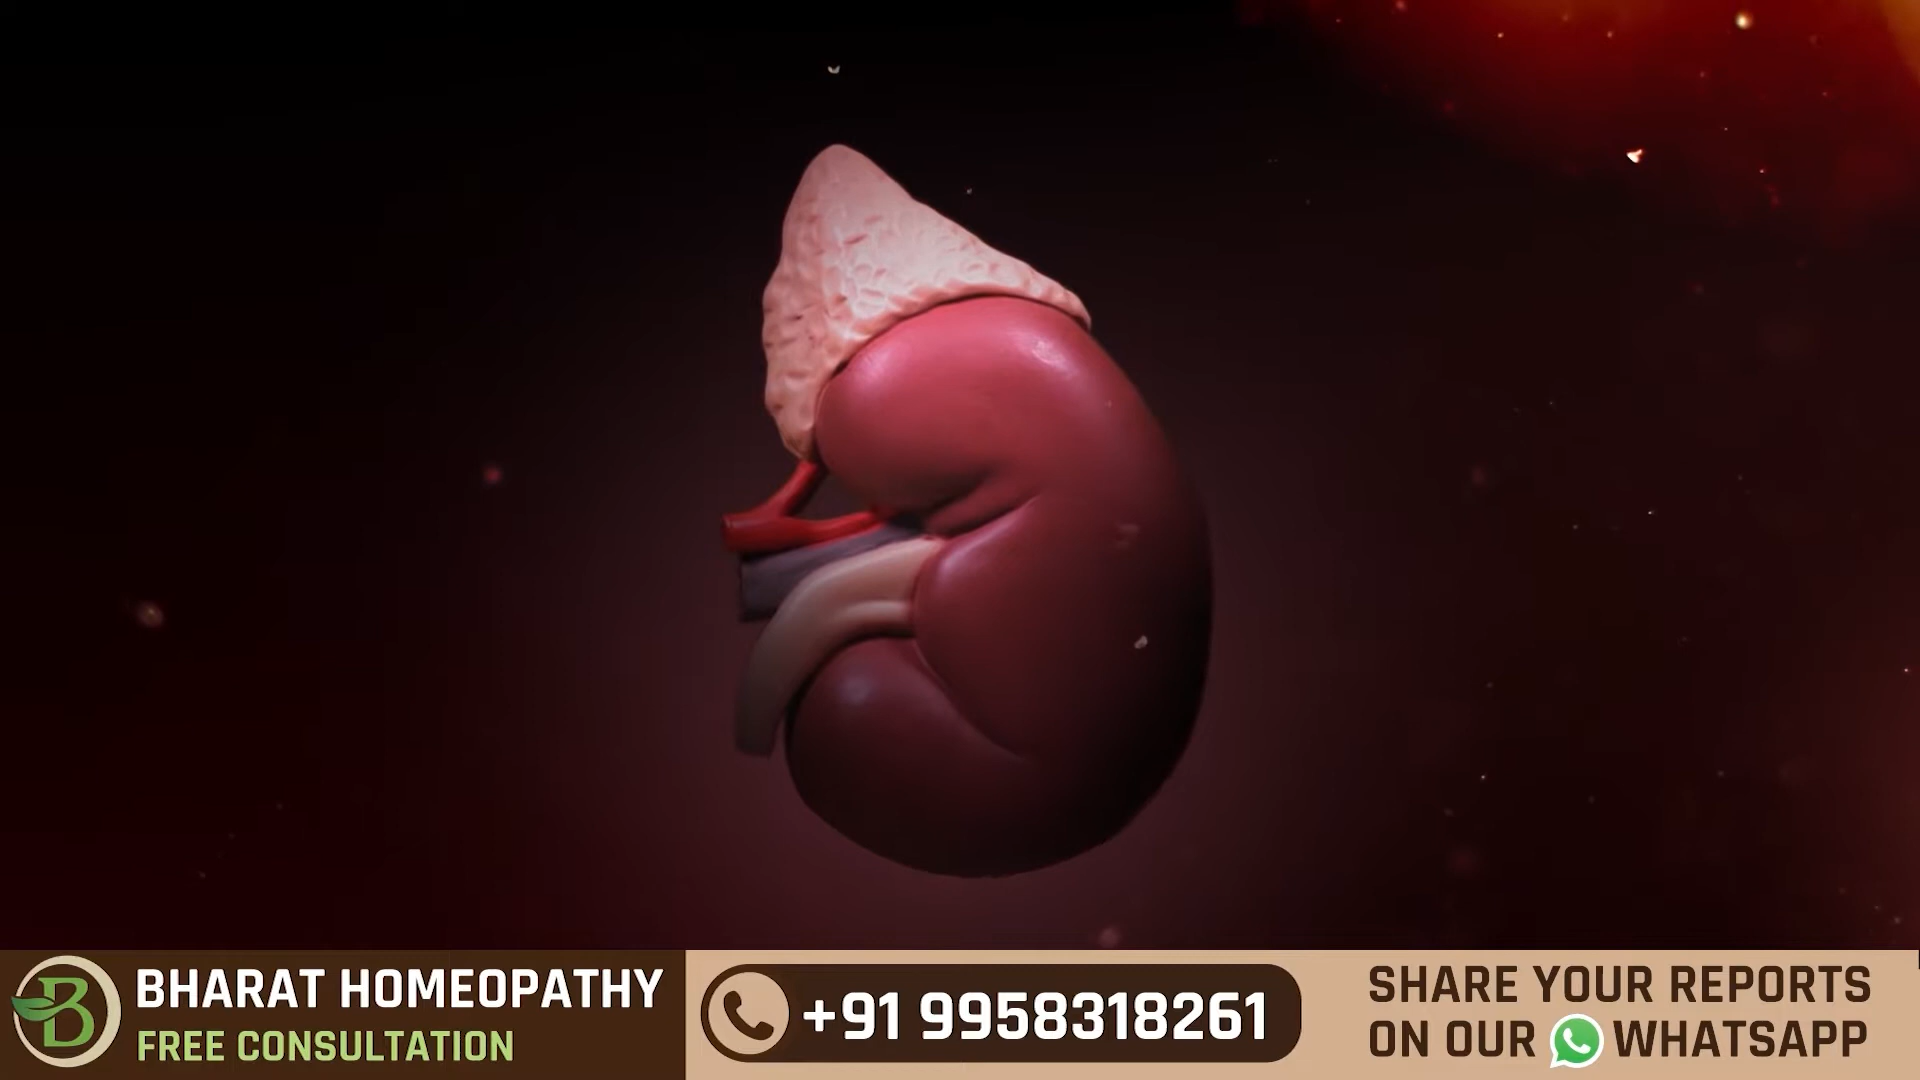 BHARAT HOMEOPATHY
FREE CONSULTATION
+91 9958318261
SHARE YOUR REPORTS
ON OUR WHATSAPP